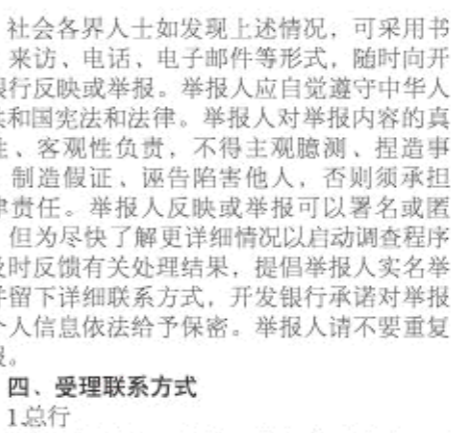 社会各界人士如发现上述情况，可采用书
、来访、电话、电子邮件等形式，随时向开
银行反映或举报。举报人应自觉遵守中华人
共和国宪法和法律。举报人对举报内容的真
性、客观性负责，不得主观臆测、捏造事
制造假证、诬告陷害他人，否则须承担
律责任。举报人反映或举报可以署名或匿
但为尽快了解更详细情况以启动调查程序
及时反馈有关处理结果，提倡举报人实名举
并留下详细联系方式，开发银行承诺对举报
个人信息依法给予保密。举报人请不要重复
报。
四、受理联系方式
1.总行